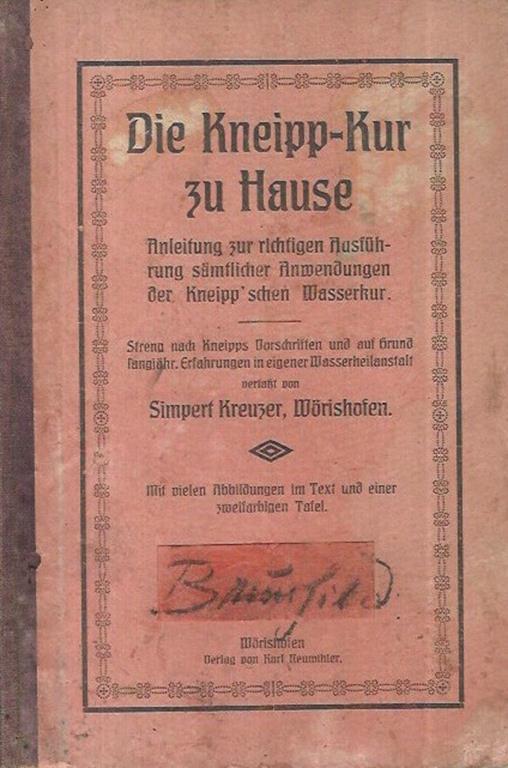 Die Kneipp-Kur
zu Hause
Anleitung zur richtigen Ausfüh-
rung sämtlicher Anwendungen
der Kneipp'schen Wasserkur.
Streng nach Kneipps Vorschriften und auf Grund
langjähr. Erfahrungen in eigener Wasserheilanstalt
verfaßt von
Simpert Kreuzer, Wörishofen.
Mit vielen Abbildungen im Text und einer
zweifarbigen Tafel.
Wörishofen
Verlag von Karl Neumihler.